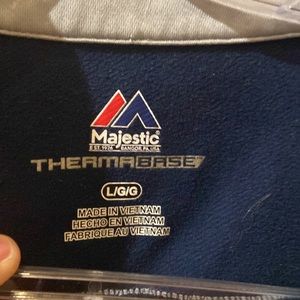 Majestic
EST. 1976 BANGOR, PA, USA
THERMABASE
L/G/G
MADE IN VIETNAM
HECHO EN VIETNAM
FABRIQUE AU VIETNAM